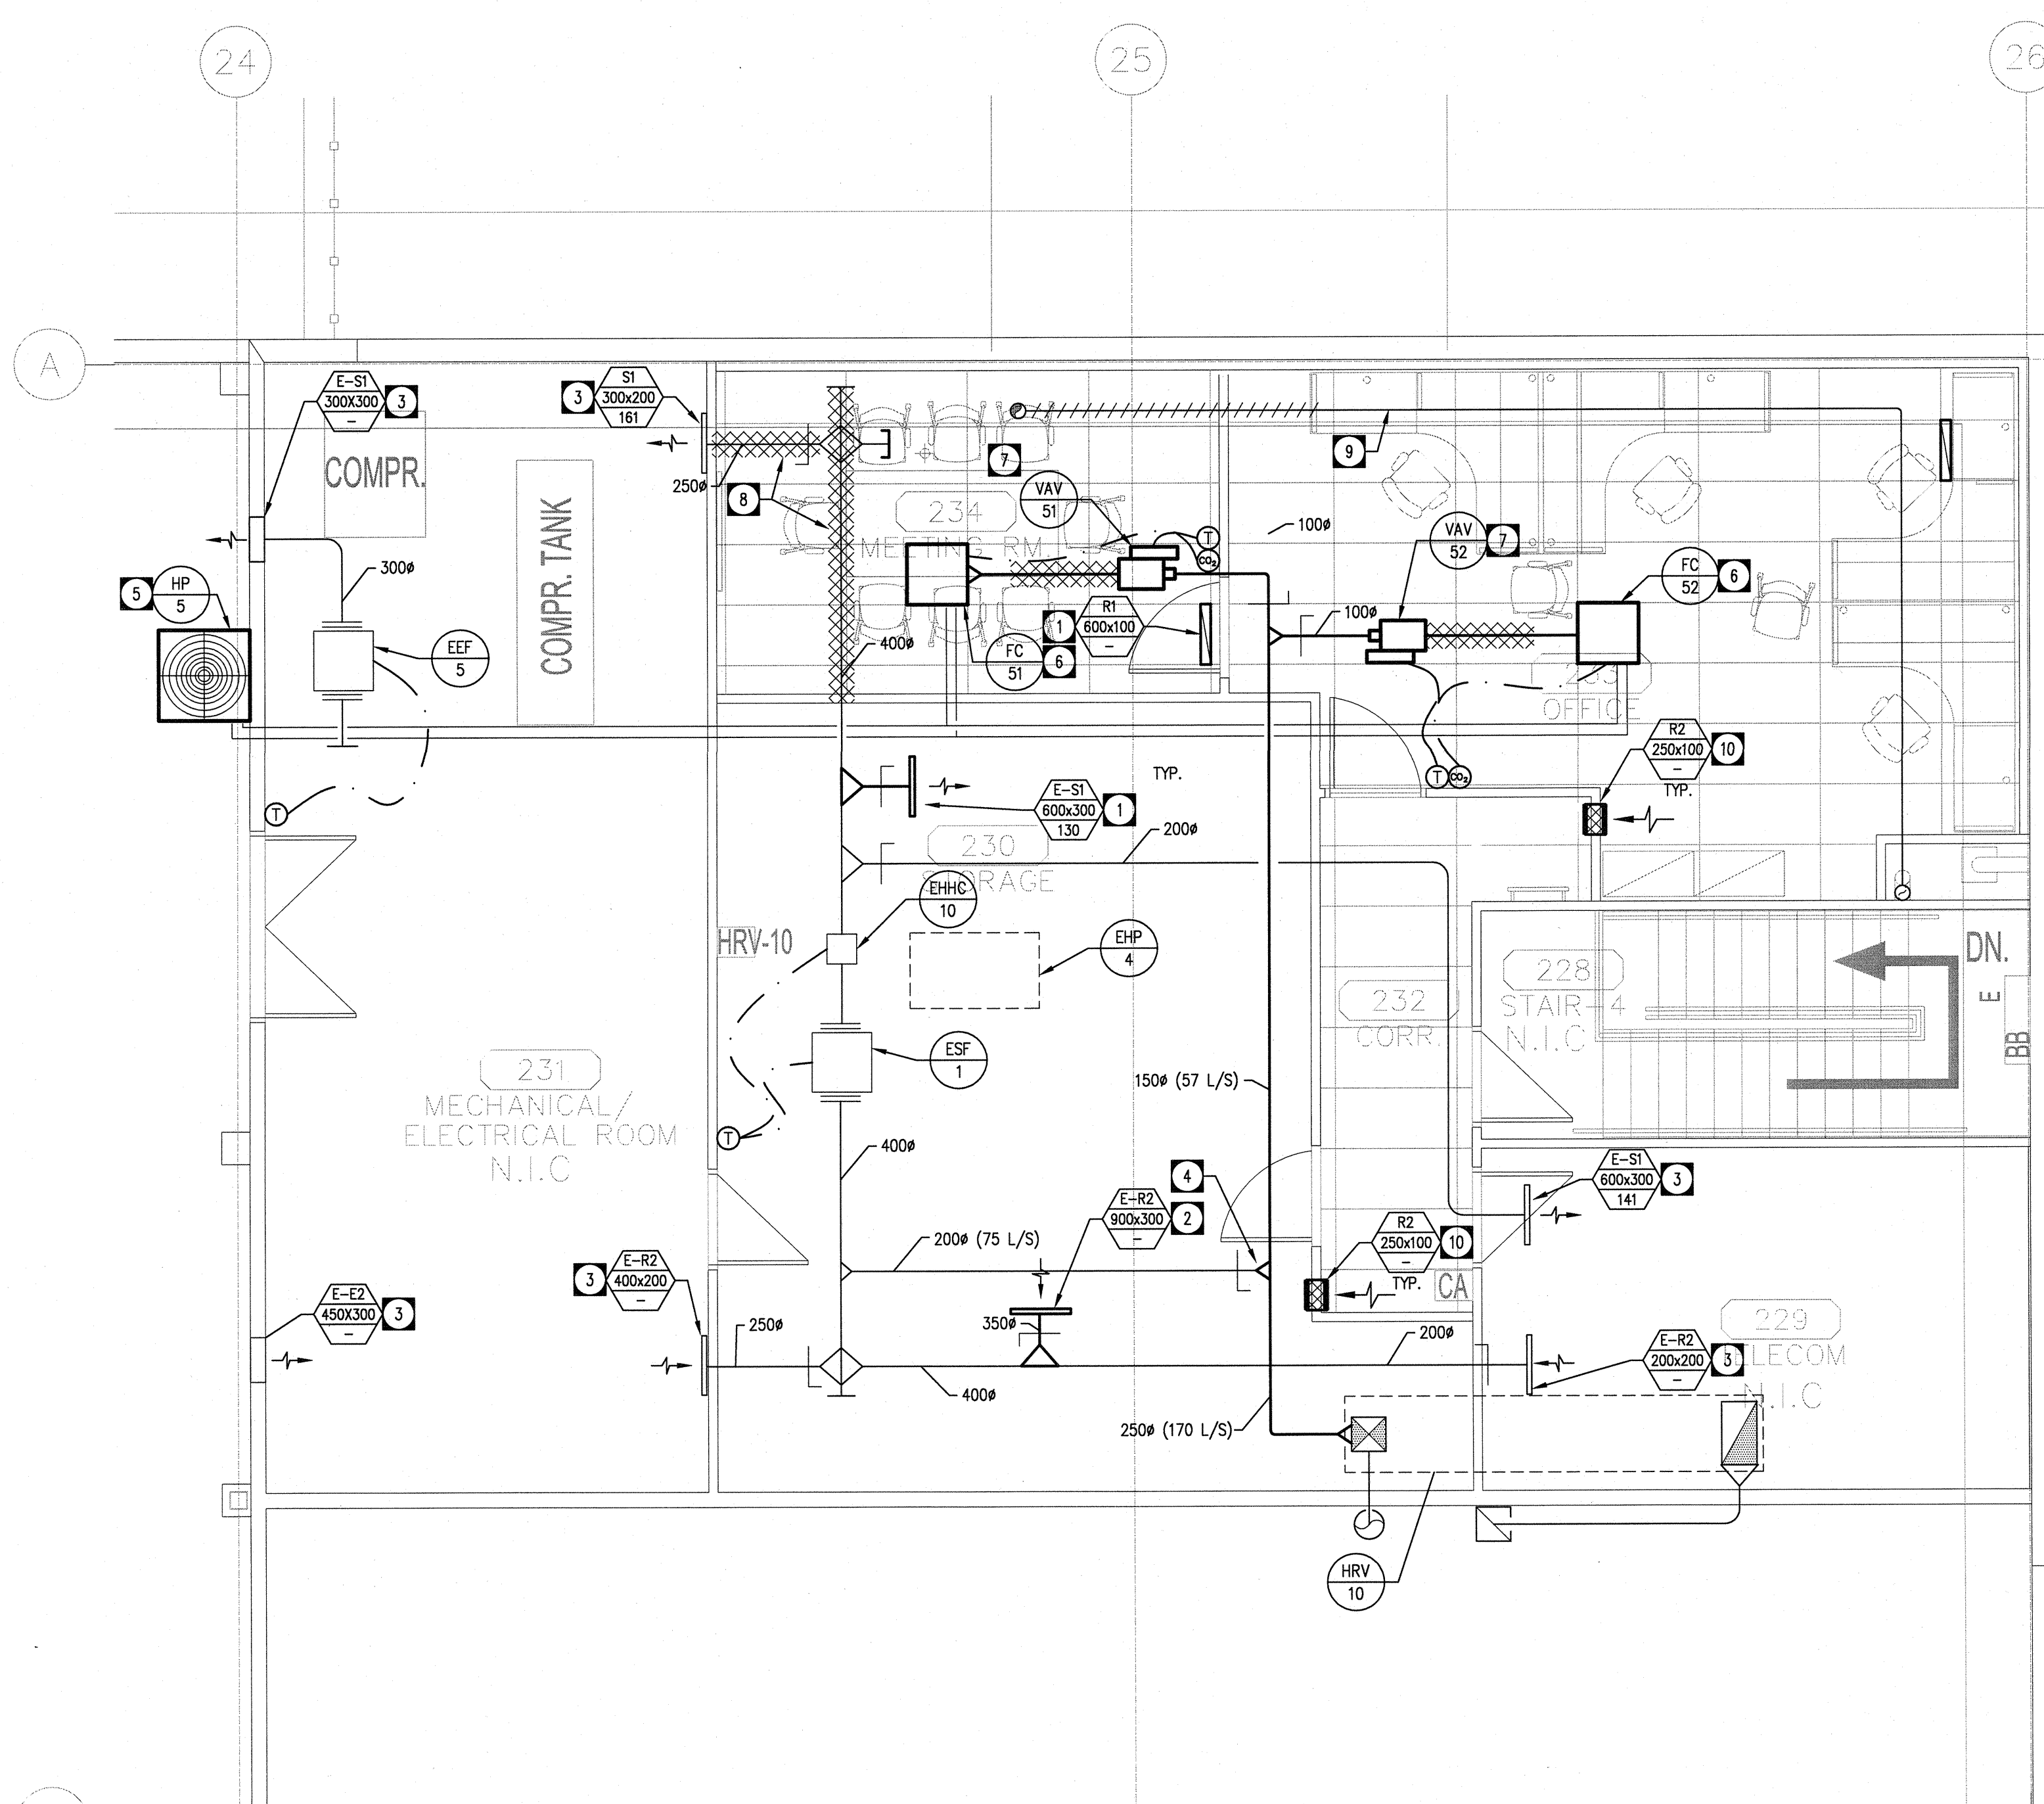 24
25
26
A
E-S1
300X300
-
3
3
S1
300x200
161
COMPR.
COMPR. TANK
250ø
8
7
VAV
51
234
MEETING RM.
T
CO₂
100ø
9
VAV
52
7
FC
52
6
5
HP
5
300ø
EEF
5
400ø
1
R1
600x100
-
FC
51
6
100ø
OFFICE
R2
250x100
-
10
TYP.
T
CO₂
T
TYP.
E-S1
600x300
130
1
200ø
230
STORAGE
EHHC
10
HRV-10
EHP
4
228
STAIR-4
N.I.C
DN.
E
BB
232
CORR.
ESF
1
231
MECHANICAL/
ELECTRICAL ROOM
N.I.C
T
150ø (57 L/S)
400ø
4
E-S1
600x300
141
3
E-R2
900x300
-
2
200ø (75 L/S)
R2
250x100
-
10
TYP.
CA
3
E-R2
400x200
-
E-E2
450X300
-
3
250ø
350ø
200ø
229
TELECOM
N.I.C
E-R2
200x200
-
3
400ø
250ø (170 L/S)
HRV
10